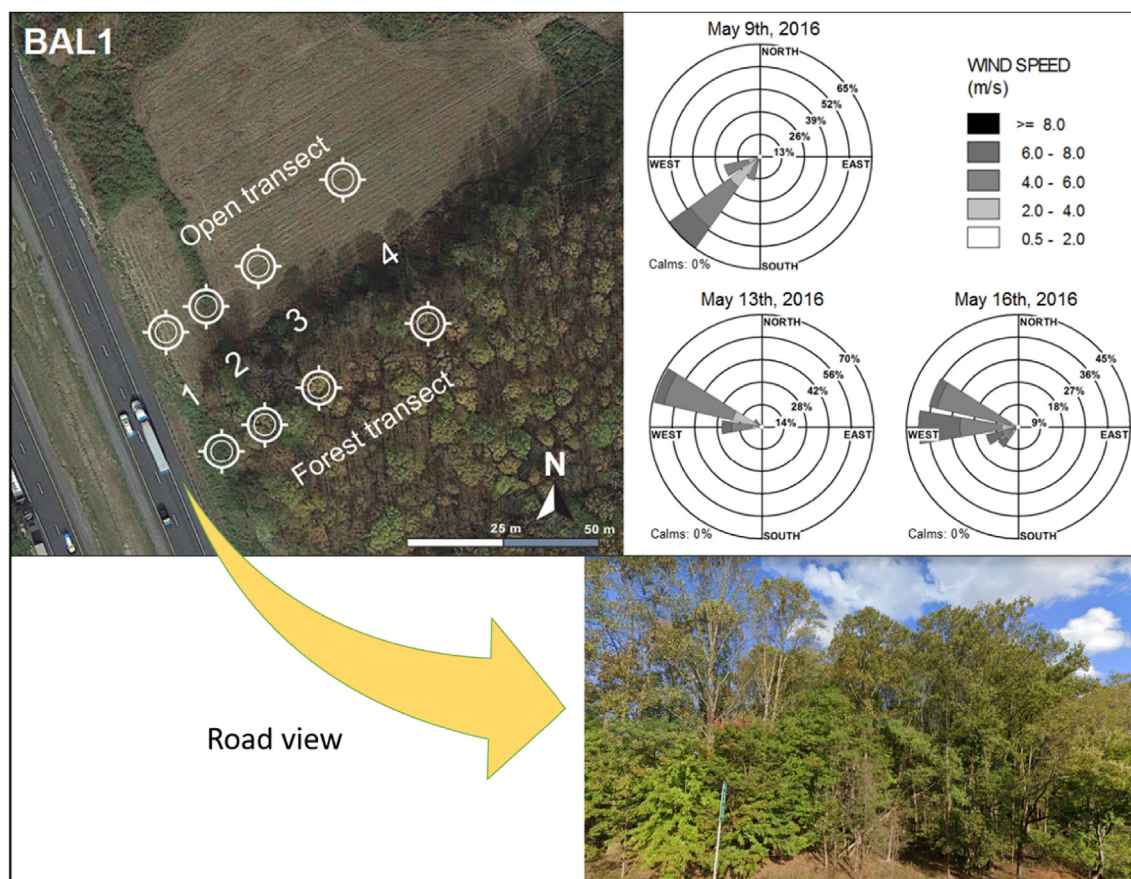 BAL1
Open transect
1
2
3
4
Forest transect
N
25 m
50 m
May 9th, 2016
NORTH
65%
52%
39%
26%
13%
WEST
EAST
SOUTH
Calms: 0%
WIND SPEED
(m/s)
>= 8.0
6.0 - 8.0
4.0 - 6.0
2.0 - 4.0
0.5 - 2.0
May 13th, 2016
NORTH
70%
56%
42%
28%
14%
WEST
EAST
SOUTH
Calms: 0%
May 16th, 2016
NORTH
45%
36%
27%
18%
9%
WEST
EAST
SOUTH
Calms: 0%
Road view